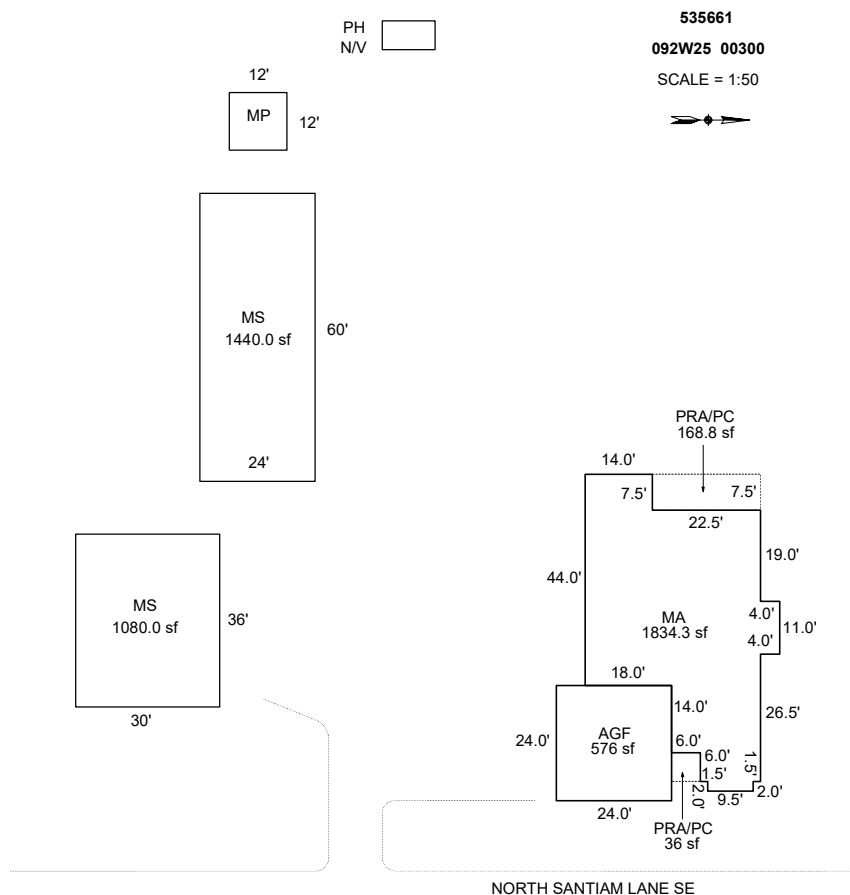 PH
N/V
535661
092W25 00300
SCALE = 1:50
12'
MP
12'
MS
1440.0 sf
60'
24'
MS
1080.0 sf
36'
30'
PRA/PC
168.8 sf
14.0'
7.5'
7.5'
22.5'
19.0'
44.0'
4.0'
11.0'
MA
1834.3 sf
4.0'
18.0'
14.0'
26.5'
24.0'
AGF
576 sf
6.0'
6.0'
1.5'
1.5'
2.0'
9.5'
2.0'
24.0'
PRA/PC
36 sf
NORTH SANTIAM LANE SE